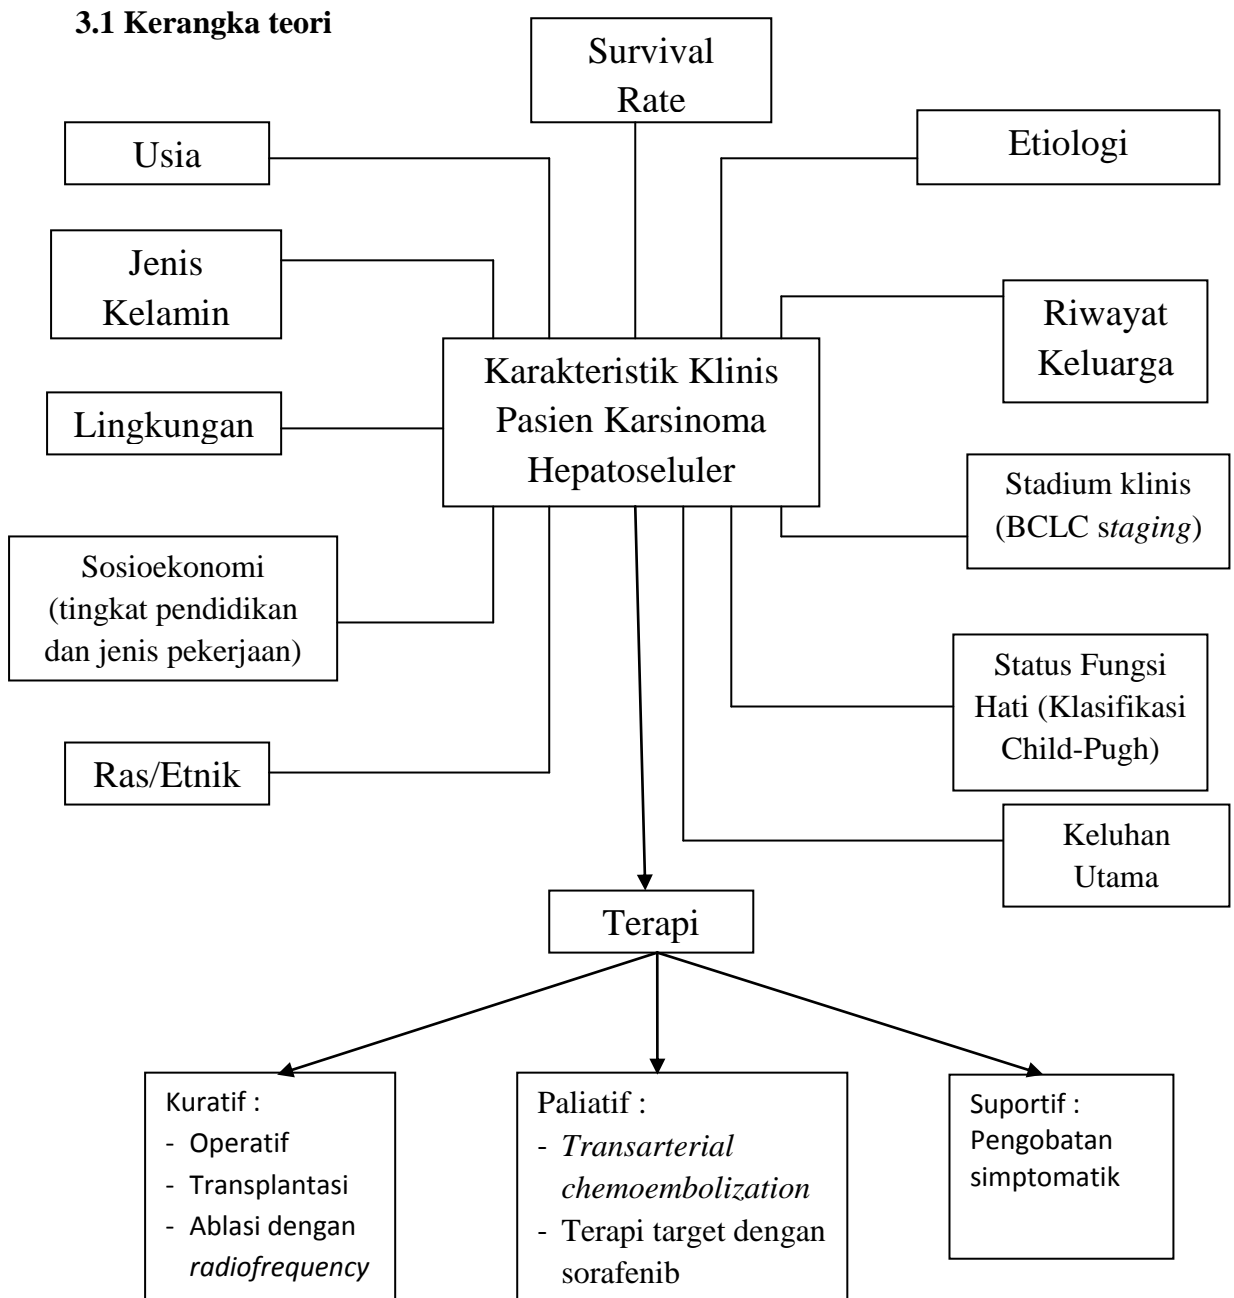 3.1 Kerangka teori
Survival
Rate
Usia
Etiologi
Jenis
Kelamin
Riwayat
Keluarga
Karakteristik Klinis
Pasien Karsinoma
Hepatoseluler
Lingkungan
Stadium klinis
(BCLC staging)
Sosioekonomi
(tingkat pendidikan
dan jenis pekerjaan)
Status Fungsi
Hati (Klasifikasi
Child-Pugh)
Ras/Etnik
Keluhan
Utama
Terapi
Kuratif :
- Operatif
- Transplantasi
- Ablasi dengan
radiofrequency
Paliatif :
- Transarterial
chemoembolization
- Terapi target dengan
sorafenib
Suportif :
Pengobatan
simptomatik